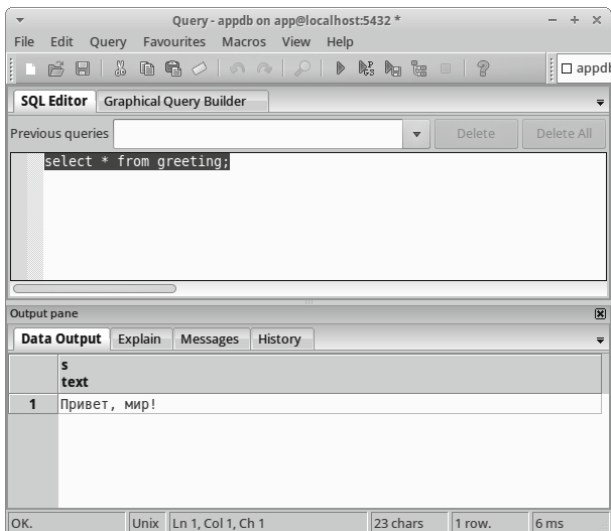 Query - appdb on app@localhost:5432 *
File Edit Query Favourites Macros View Help
SQL Editor Graphical Query Builder
Previous queries Delete Delete All
select * from greeting;
Output pane
Data Output Explain Messages History
s
text
1 Привет, мир!
OK. Unix Ln 1, Col 1, Ch 1 23 chars 1 row. 6 ms